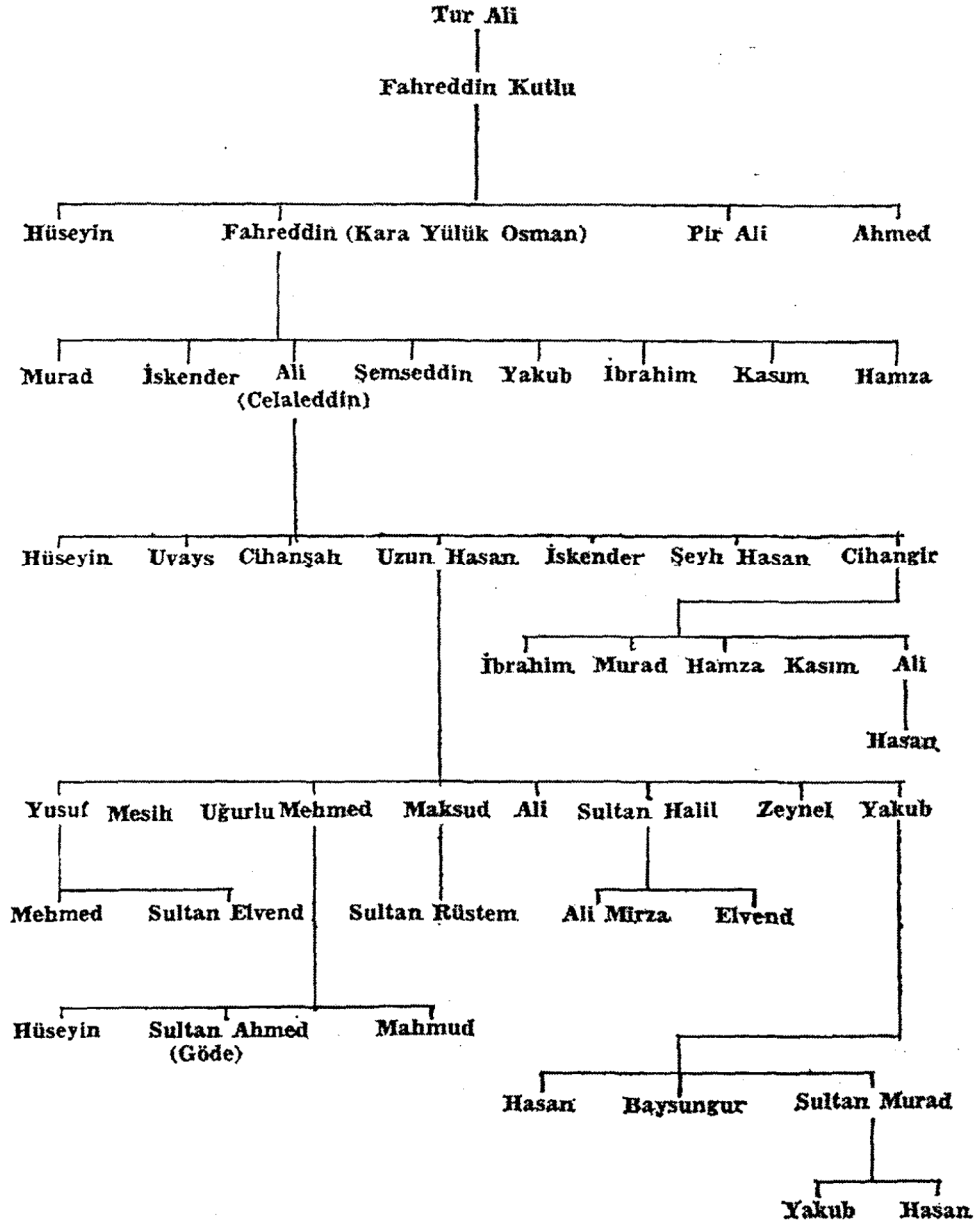 Tur Ali
Fahreddin Kutlu
Hüseyin Fahreddin (Kara Yülük Osman) Pir Ali Ahmed
Murad İskender Ali Şemseddin Yakub İbrahim Kasım Hamza
(Celaleddin)
Hüseyin Uvays Cihanşah Uzun Hasan İskender Şeyh Hasan Cihangir
İbrahim Murad Hamza Kasım Ali
Hasan
Yusuf Mesih Uğurlu Mehmed Maksud Ali Sultan Halil Zeynel Yakub
Mehmed Sultan Elvend Sultan Rüstem Ali Mirza Elvend
Hüseyin Sultan Ahmed Mahmud
(Göde)
Hasan Baysungur Sultan Murad
Yakub Hasan